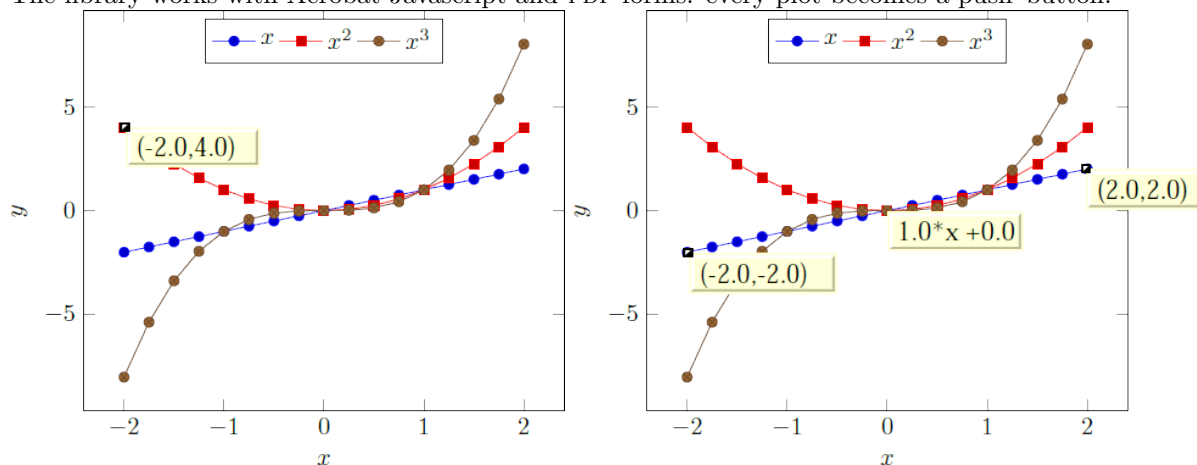 The library works with Acrobat Javascript and PDF forms: every plot becomes a push-button.
x x² x³
(-2.0,4.0)
5
0
−5
y
−2 −1 0 1 2
x
x x² x³
(2.0,2.0)
1.0*x +0.0
(-2.0,-2.0)
5
0
−5
y
−2 −1 0 1 2
x